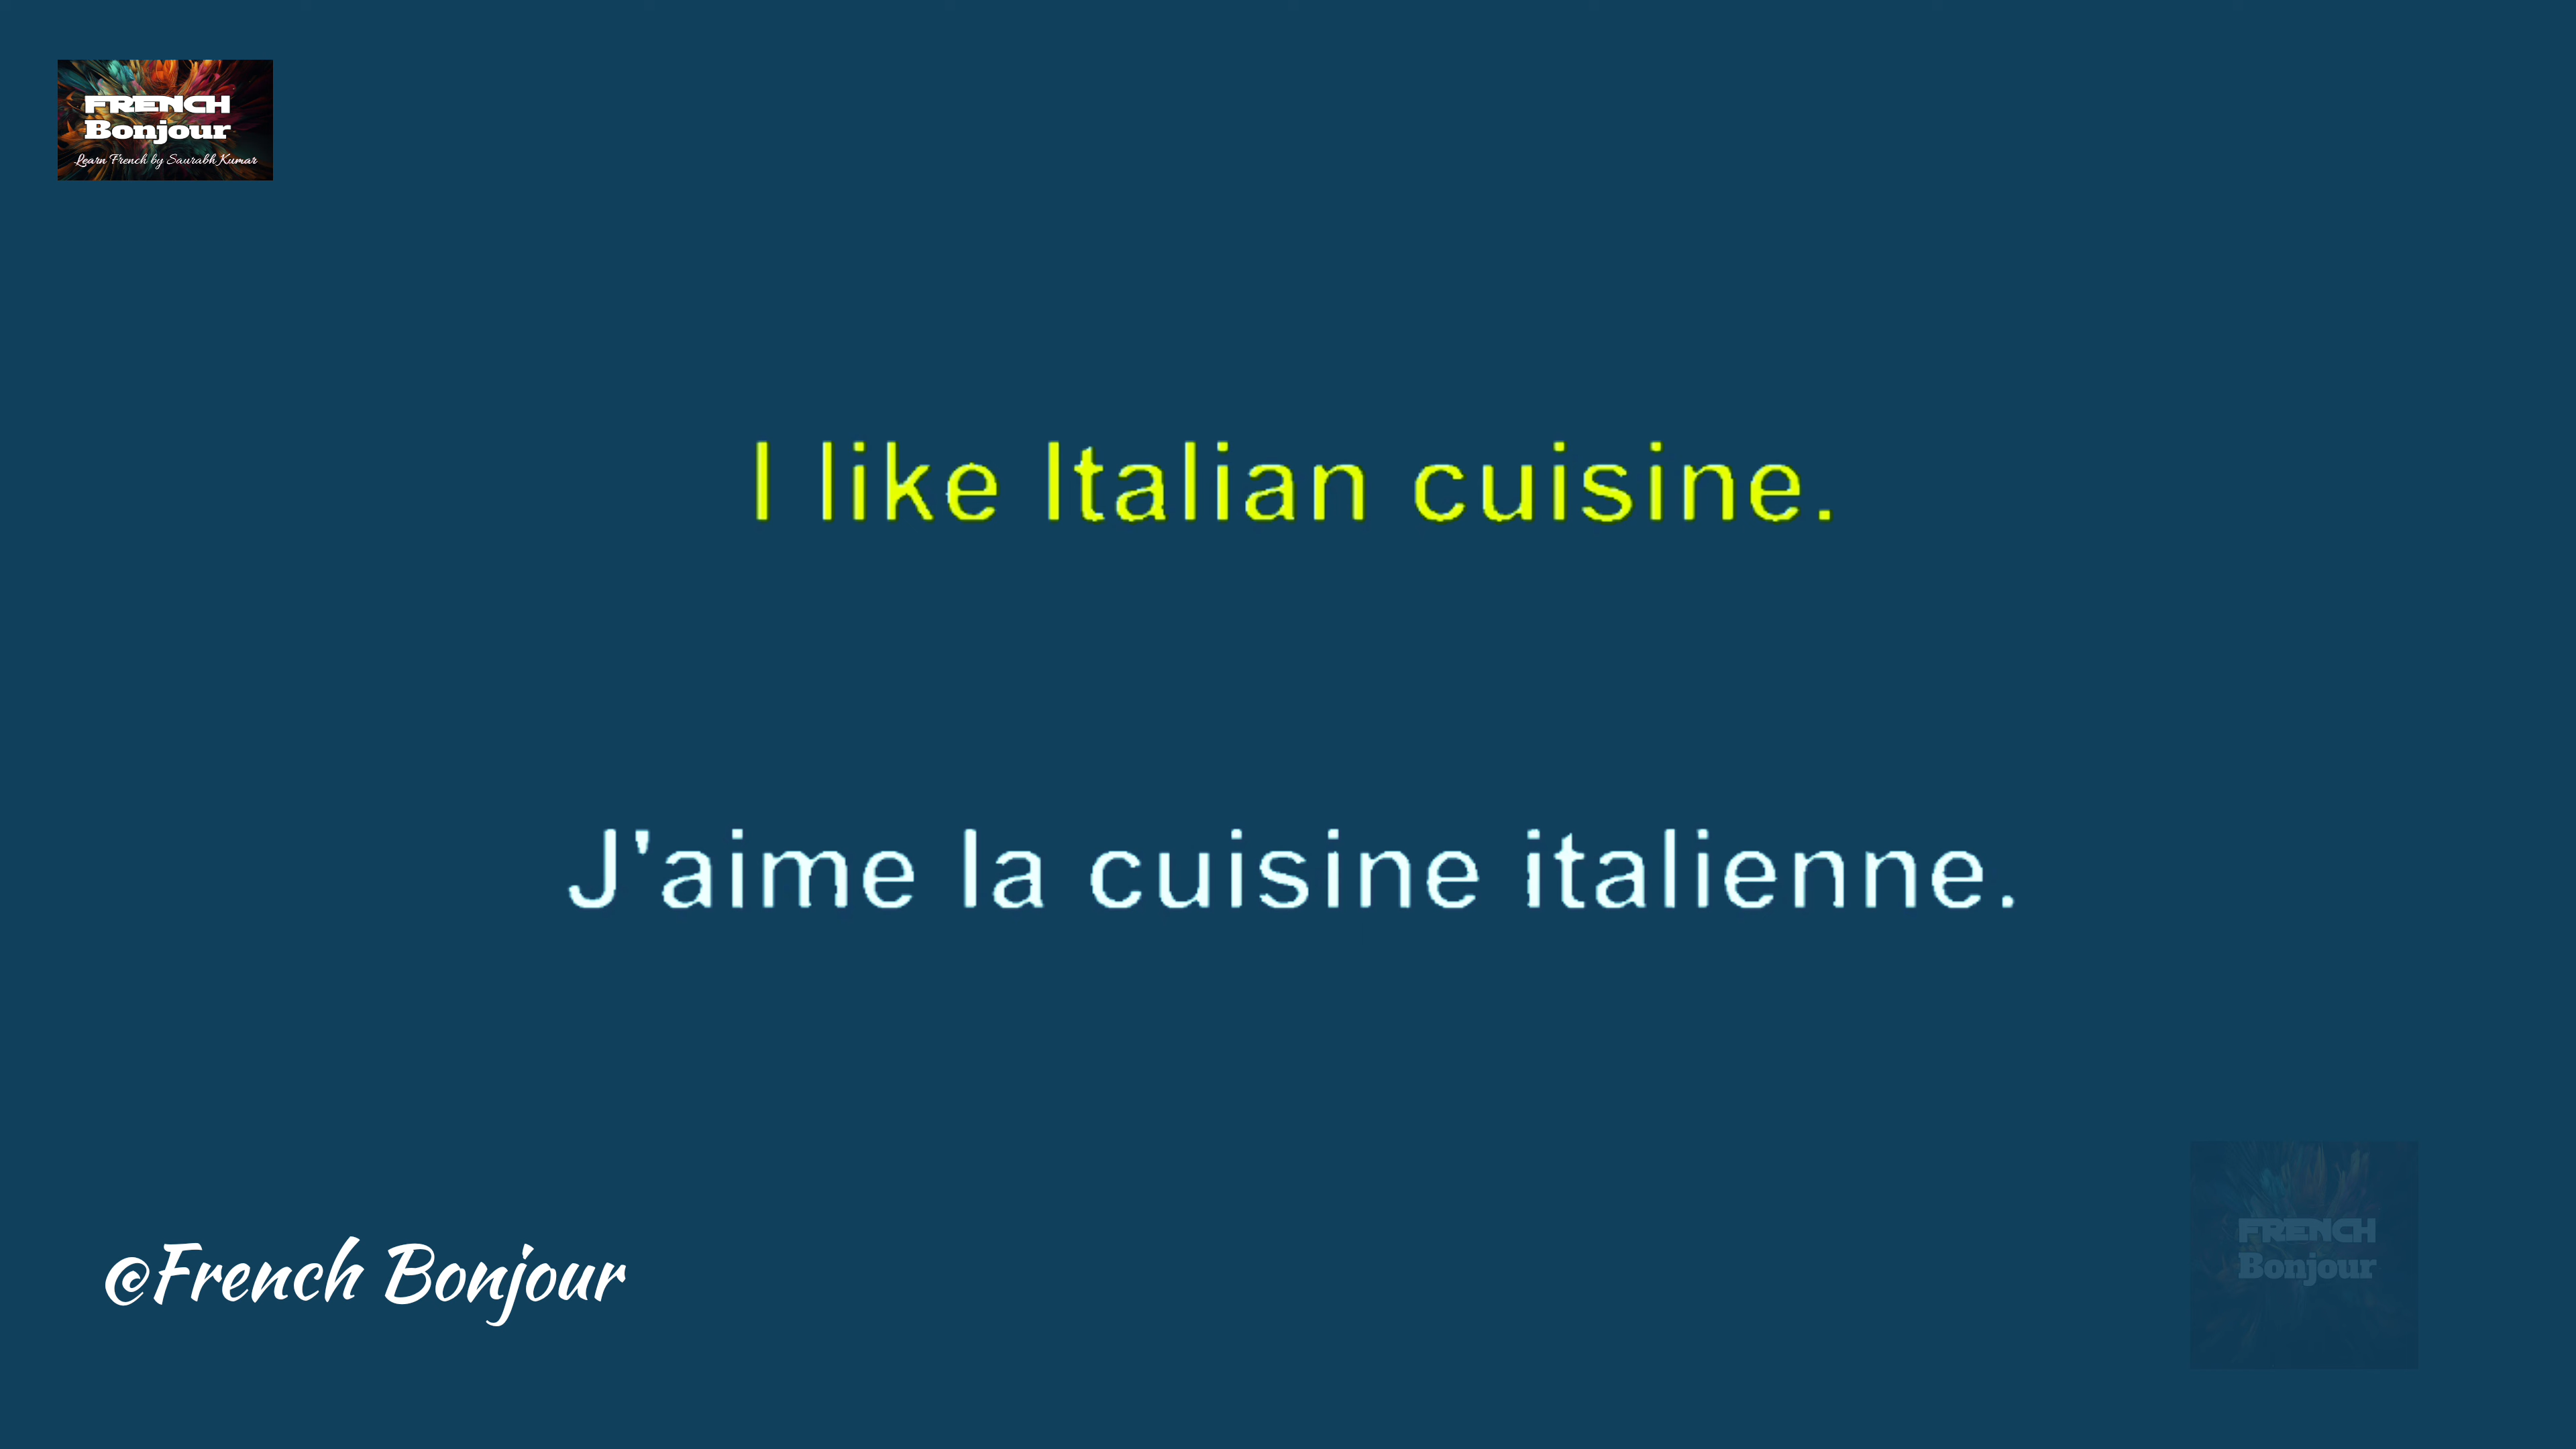 FRENCH
Bonjour
Learn French by Saurabh Kumar
I like Italian cuisine.
J'aime la cuisine italienne.
@French Bonjour
FRENCH
Bonjour